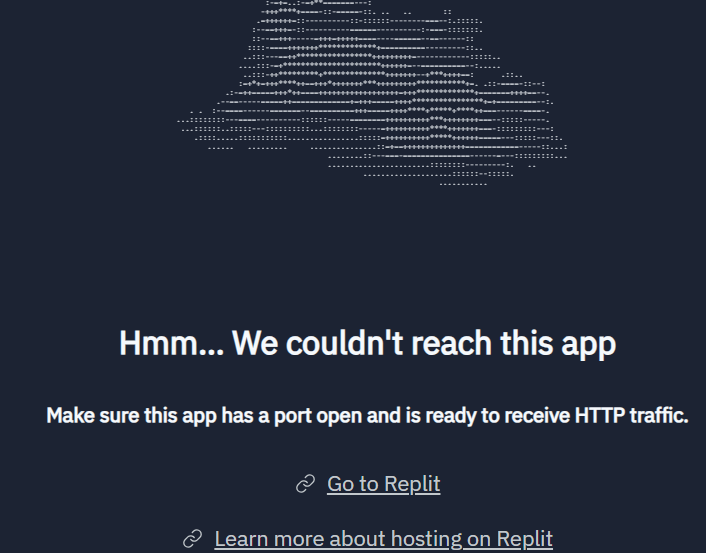 Hmm... We couldn't reach this app
Make sure this app has a port open and is ready to receive HTTP traffic.
Go to Replit
Learn more about hosting on Replit